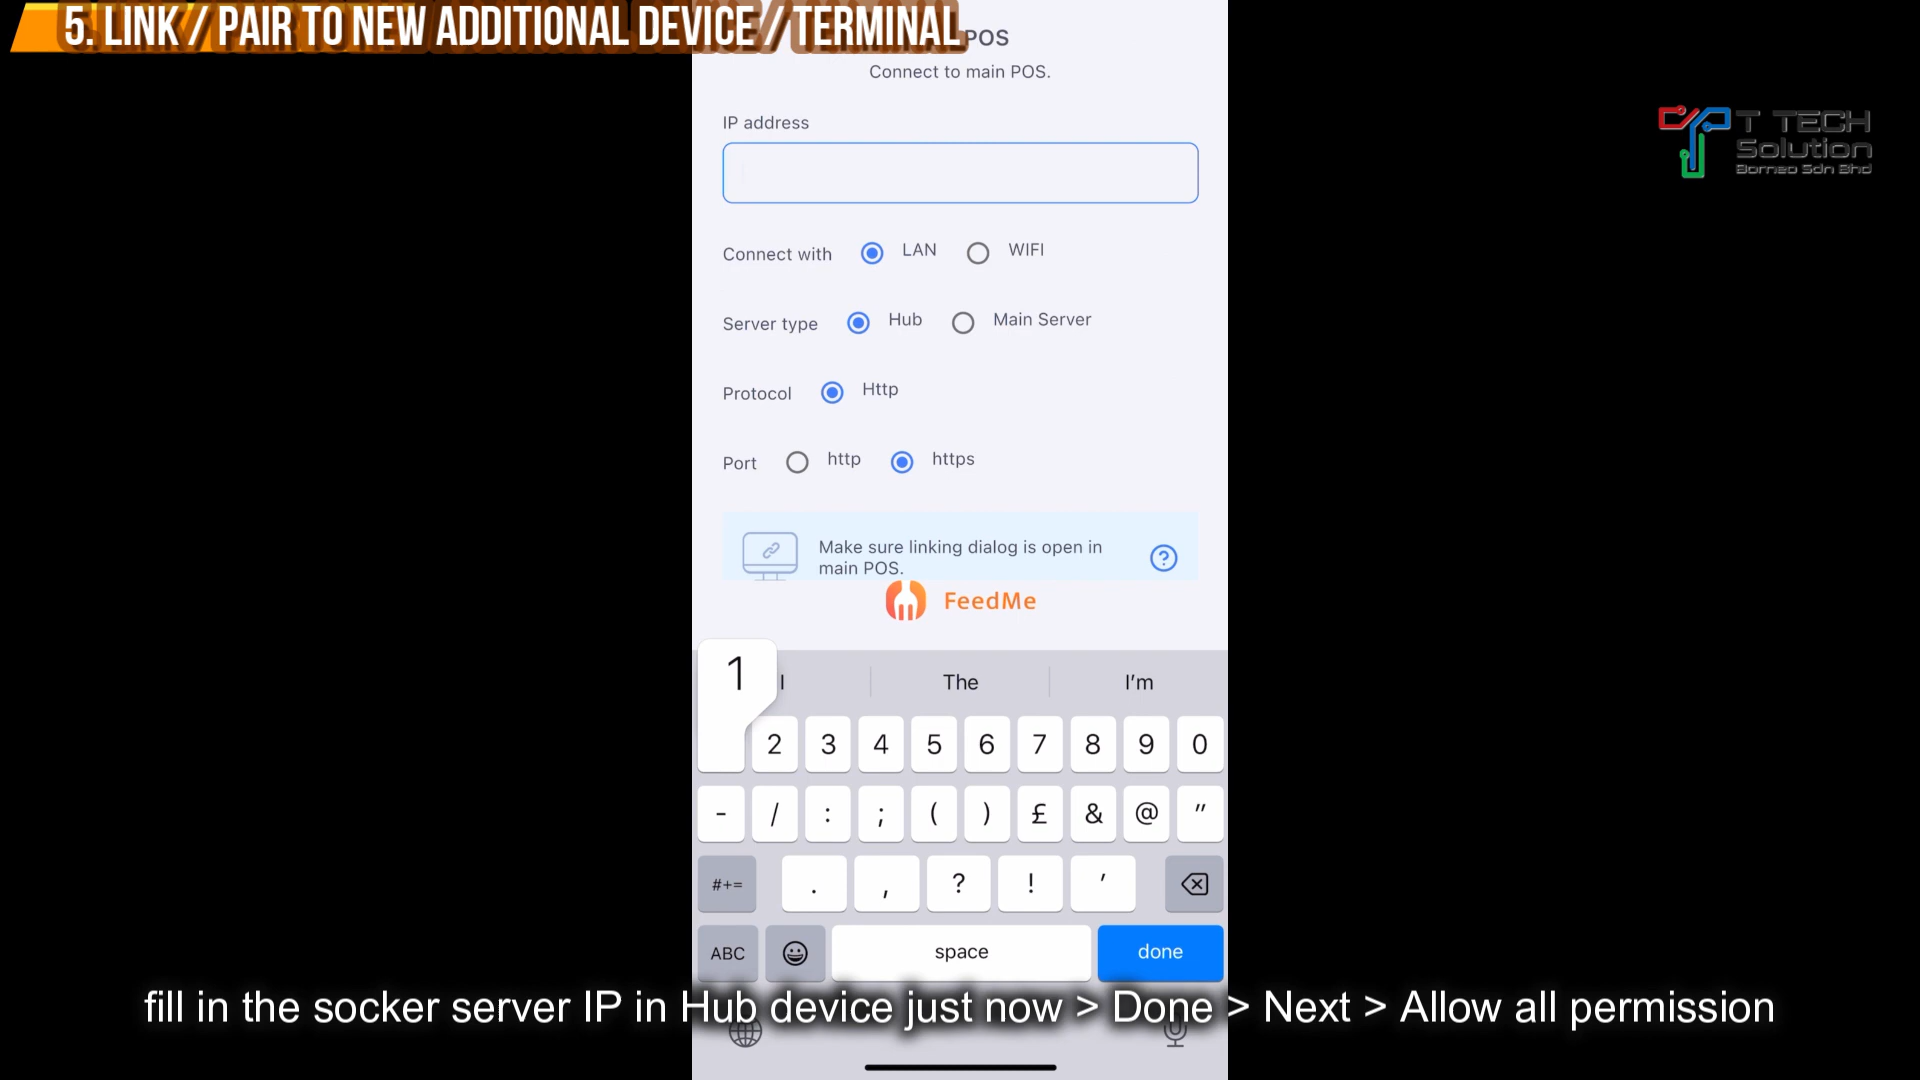 5. LINK // PAIR TO NEW ADDITIONAL DEVICE // TERMINAL
POS
Connect to main POS.
T TECH
Solution
Borneo Sdn Bhd
IP address
Connect with LAN WIFI
Server type Hub Main Server
Protocol Http
Port http https
Make sure linking dialog is open in
main POS.
?
FeedMe
1
I The I'm
2 3 4 5 6 7 8 9 0
- / : ; ( ) £ & @ "
#+= . , ? ! '
ABC space done
fill in the socker server IP in Hub device just now > Done > Next > Allow all permission